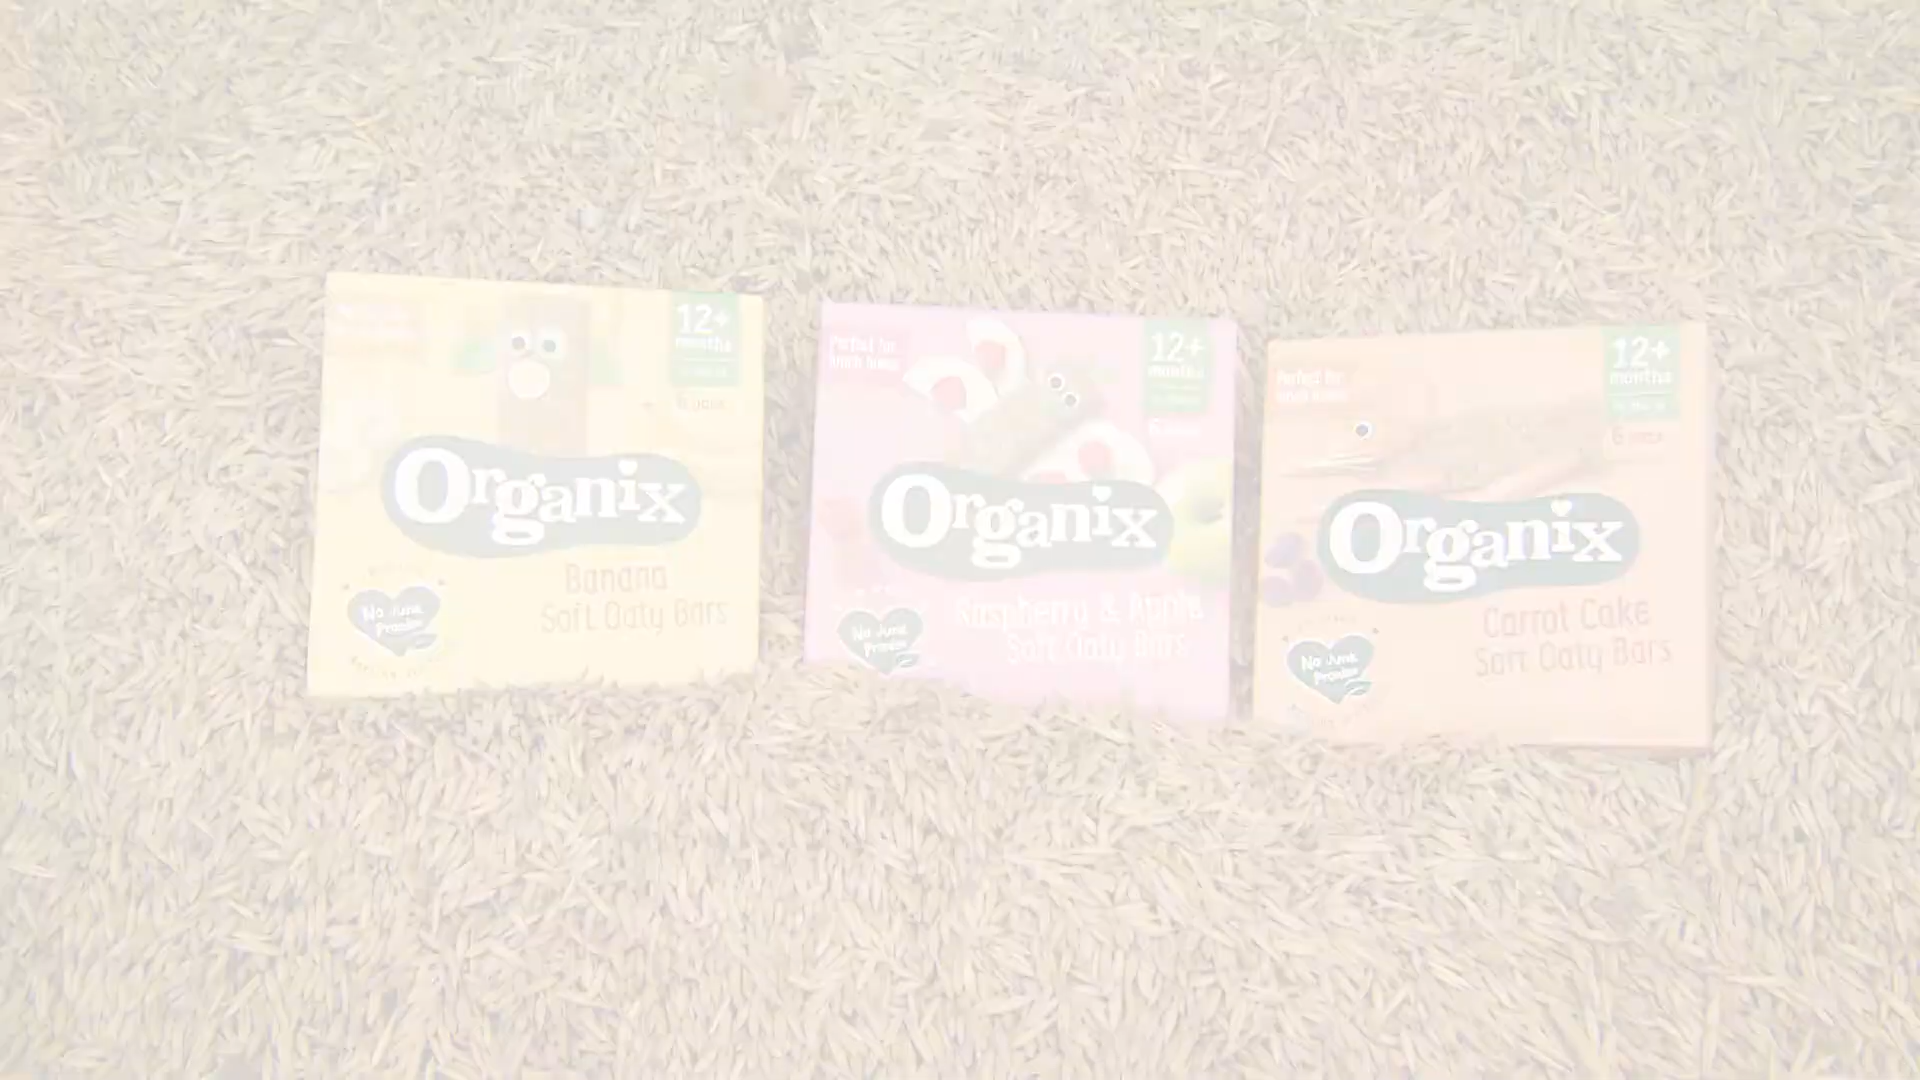 12+
months
Organix
Banana
Soft Oaty Bars
No Junk
Promise
Perfect for
lunch boxes
12+
months
Organix
Raspberry & Apple
Soft Oaty Bars
No Junk
Promise
Perfect for
lunch boxes
12+
months
Organix
Carrot Cake
Soft Oaty Bars
No Junk
Promise